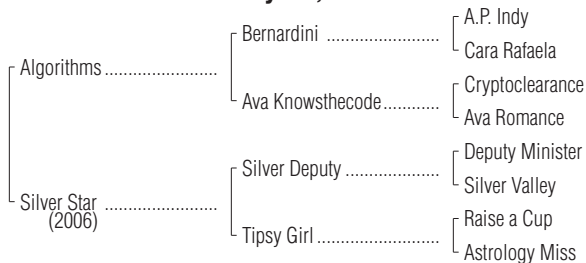 A.P. Indy
Bernardini ......................
Cara Rafaela
Algorithms ......................
Cryptoclearance
Ava Knowsthecode ...........
Ava Romance
Deputy Minister
Silver Deputy ...................
Silver Valley
Silver Star ......................
(2006)
Raise a Cup
Tipsy Girl ........................
Astrology Miss